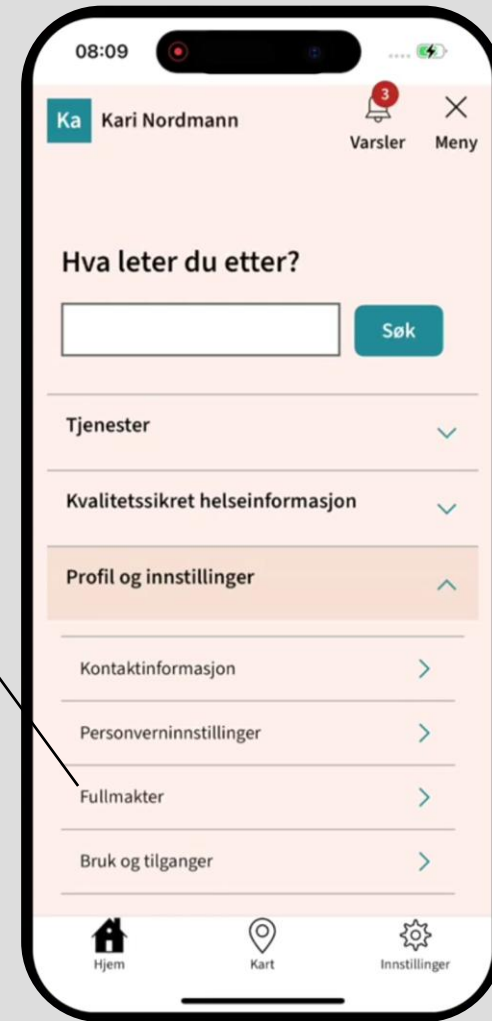 08:09
Ka Kari Nordmann
3
Varsler Meny
Hva leter du etter?
Søk
Tjenester
Kvalitetssikret helseinformasjon
Profil og innstillinger
Kontaktinformasjon
Personverninnstillinger
Fullmakter
Bruk og tilganger
Hjem Kart Innstillinger